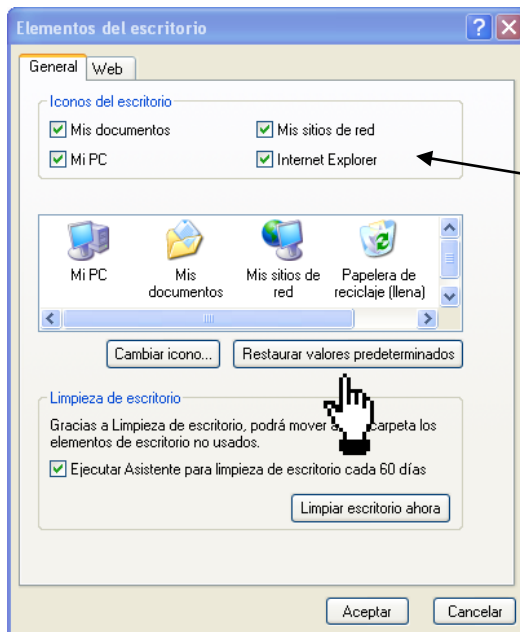 Elementos del escritorio
General Web
Iconos del escritorio
Mis documentos Mis sitios de red
Mi PC Internet Explorer
Mi PC Mis documentos Mis sitios de red Papelera de reciclaje (llena)
Cambiar icono... Restaurar valores predeterminados
Limpieza de escritorio
Gracias a Limpieza de escritorio, podrá mover a carpeta los
elementos de escritorio no usados.
Ejecutar Asistente para limpieza de escritorio cada 60 días
Limpiar escritorio ahora
Aceptar Cancelar